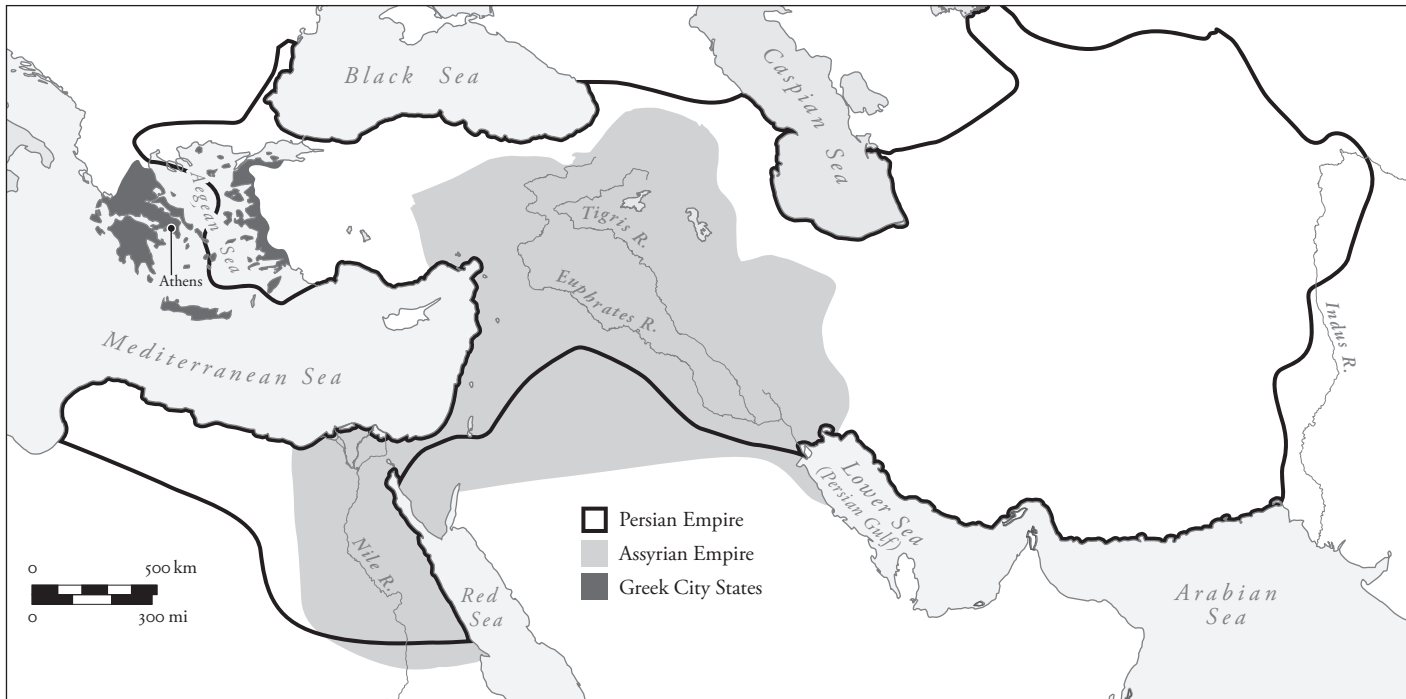 Black Sea
Caspian Sea
Aegean Sea
Tigris R.
Euphrates R.
Athens
Mediterranean Sea
Indus R.
Lower Sea
(Persian Gulf)
Persian Empire
Assyrian Empire
Greek City States
Nile R.
0 500 km
0 300 mi
Red
Sea
Arabian
Sea